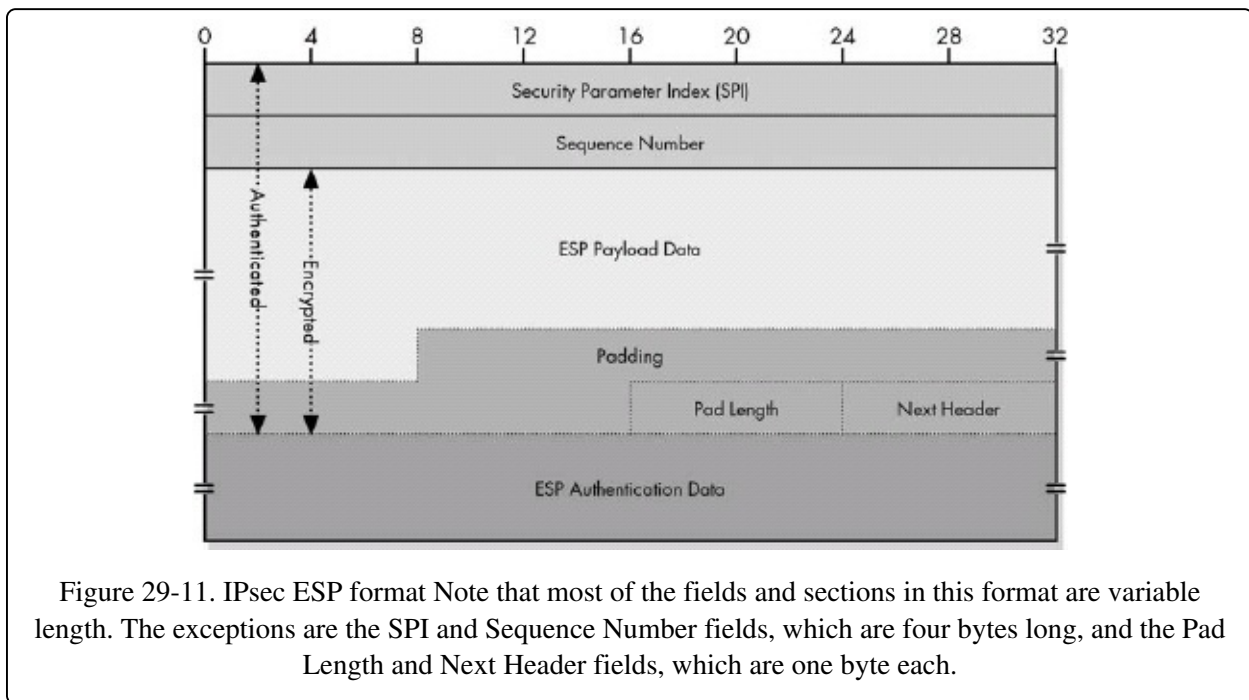 0 4 8 12 16 20 24 28 32
Security Parameter Index (SPI)
Sequence Number
Authenticated
Encrypted
ESP Payload Data
Padding
Pad Length
Next Header
ESP Authentication Data
Figure 29-11. IPsec ESP format Note that most of the fields and sections in this format are variable
length. The exceptions are the SPI and Sequence Number fields, which are four bytes long, and the Pad
Length and Next Header fields, which are one byte each.